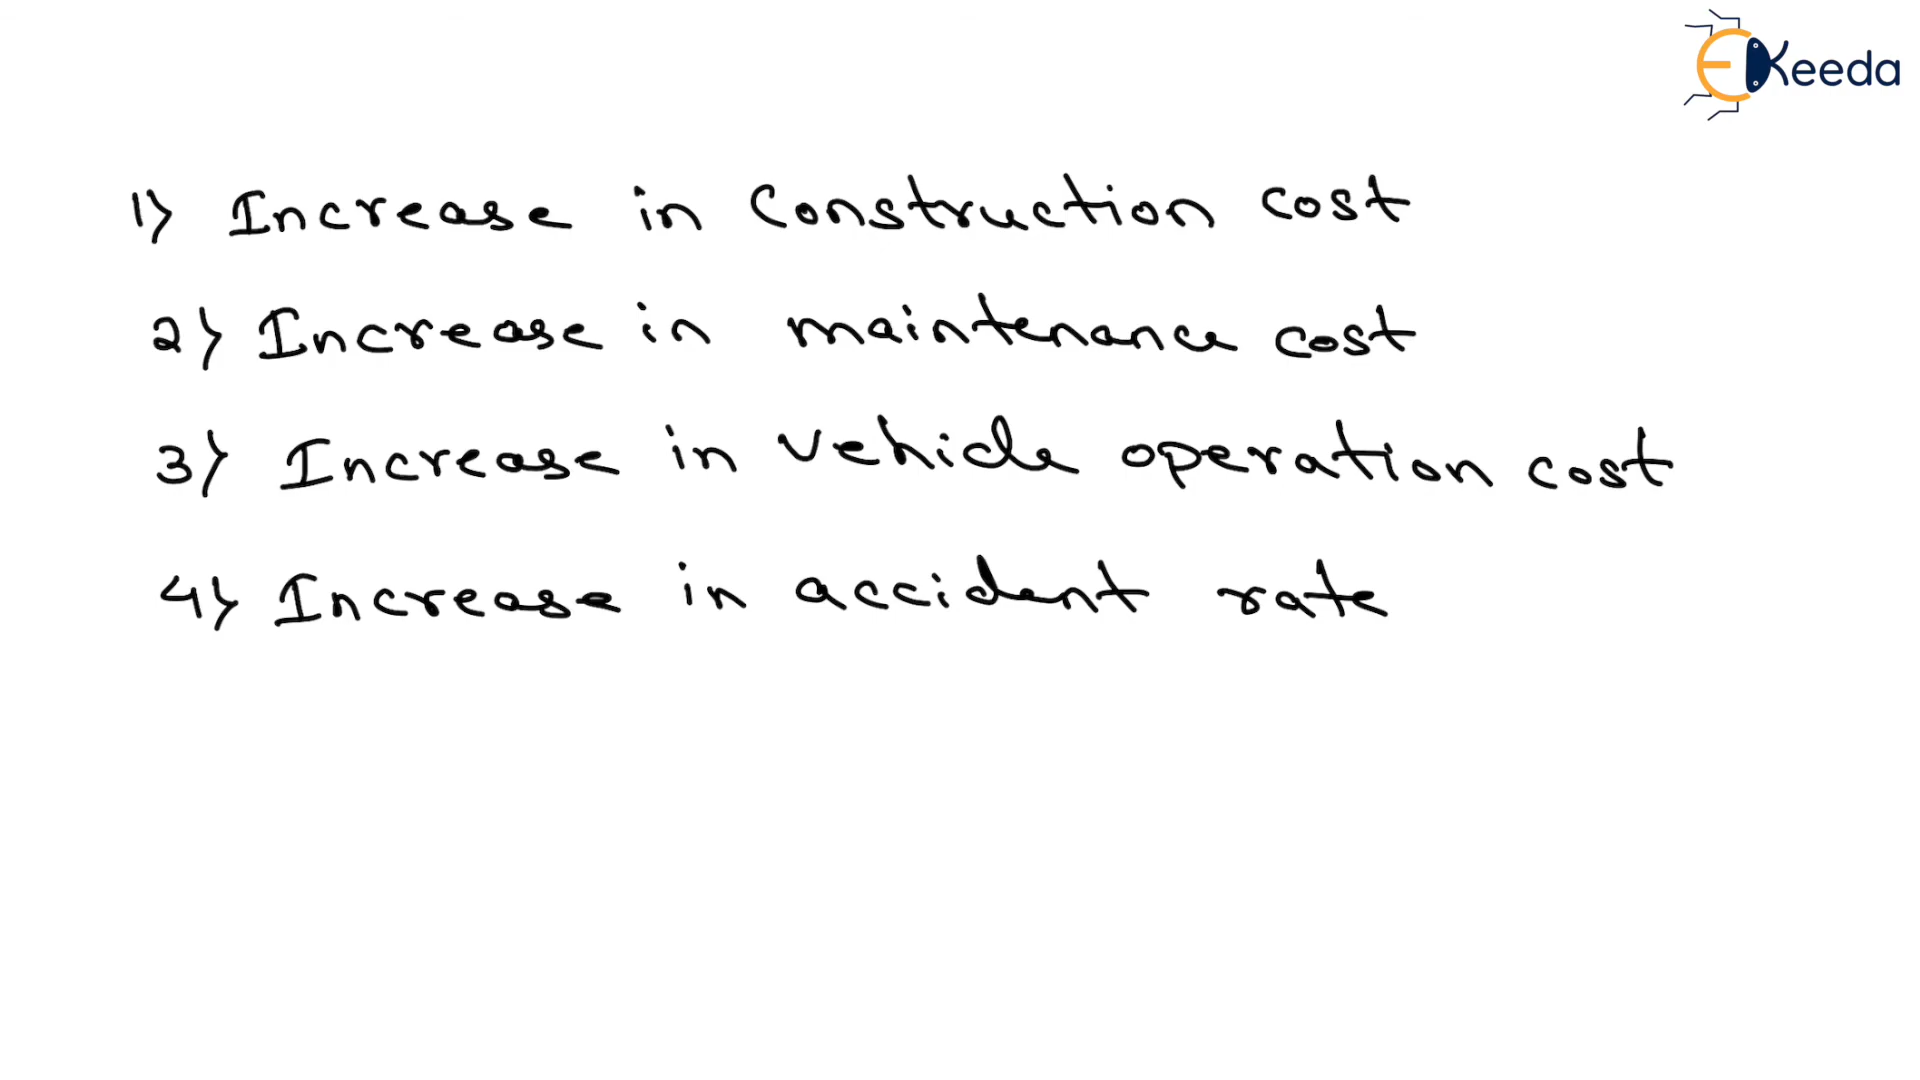 EKeeda
1) Increase in construction cost
2) Increase in maintenance cost
3) Increase in vehicle operation cost
4) Increase in accident rate